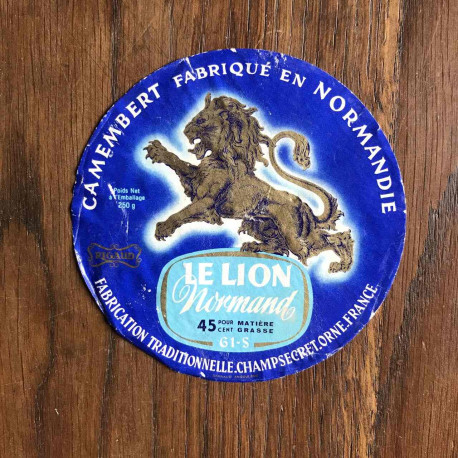 CAMEMBERT FABRIQUÉ EN NORMANDIE
Poids Net
à l'Emballage
250 g
RIGAUD
LE LION
Normand
45 POUR CENT MATIÈRE GRASSE
61-S
FABRICATION TRADITIONNELLE, CHAMPSECRET, ORNE, FRANCE